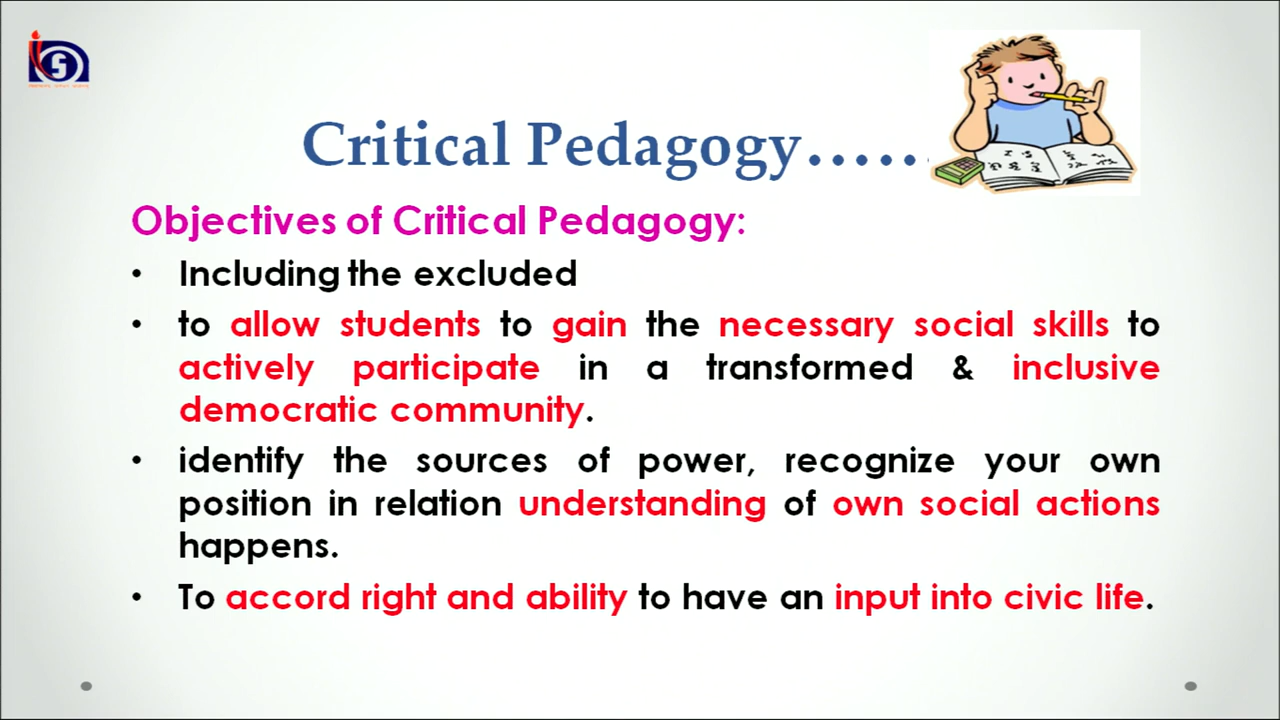 Critical Pedagogy......
Objectives of Critical Pedagogy:
• Including the excluded
• to allow students to gain the necessary social skills to
actively participate in a transformed & inclusive
democratic community.
• identify the sources of power, recognize your own
position in relation understanding of own social actions
happens.
• To accord right and ability to have an input into civic life.